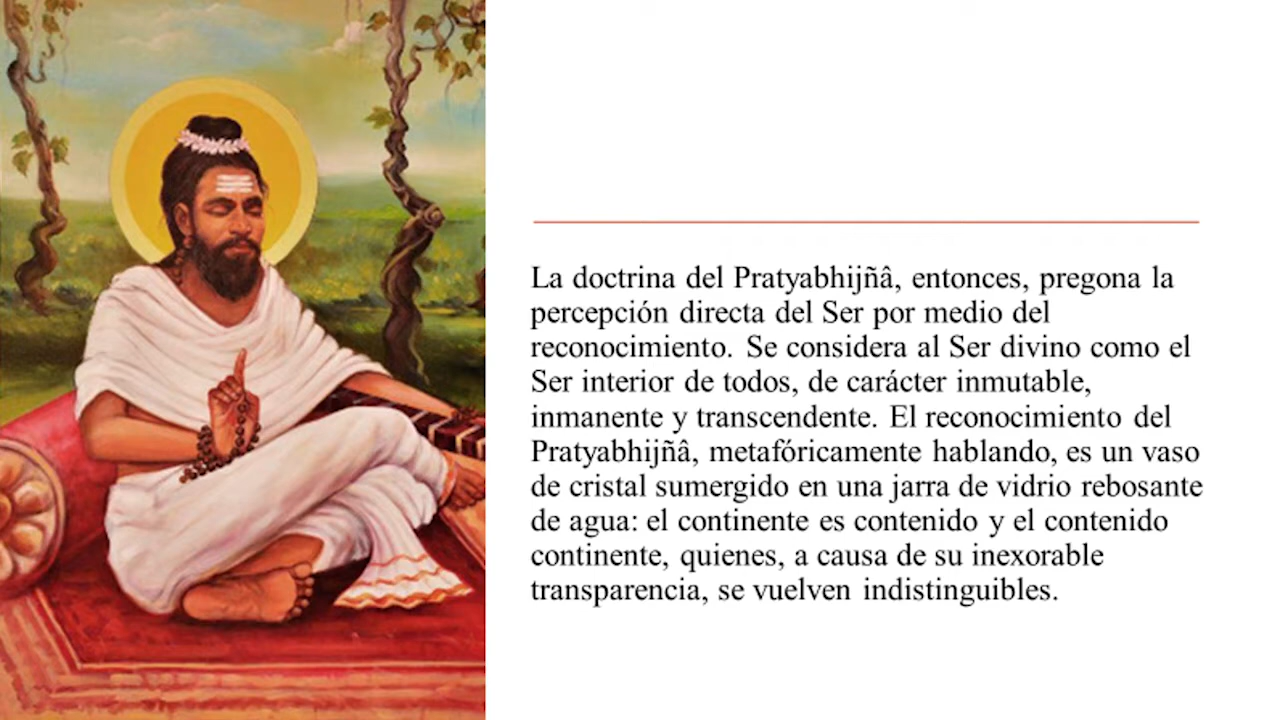 La doctrina del Pratyabhijñâ, entonces, pregona la
percepción directa del Ser por medio del
reconocimiento. Se considera al Ser divino como el
Ser interior de todos, de carácter inmutable,
inmanente y transcendente. El reconocimiento del
Pratyabhijñâ, metafóricamente hablando, es un vaso
de cristal sumergido en una jarra de vidrio rebosante
de agua: el continente es contenido y el contenido
continente, quienes, a causa de su inexorable
transparencia, se vuelven indistinguibles.